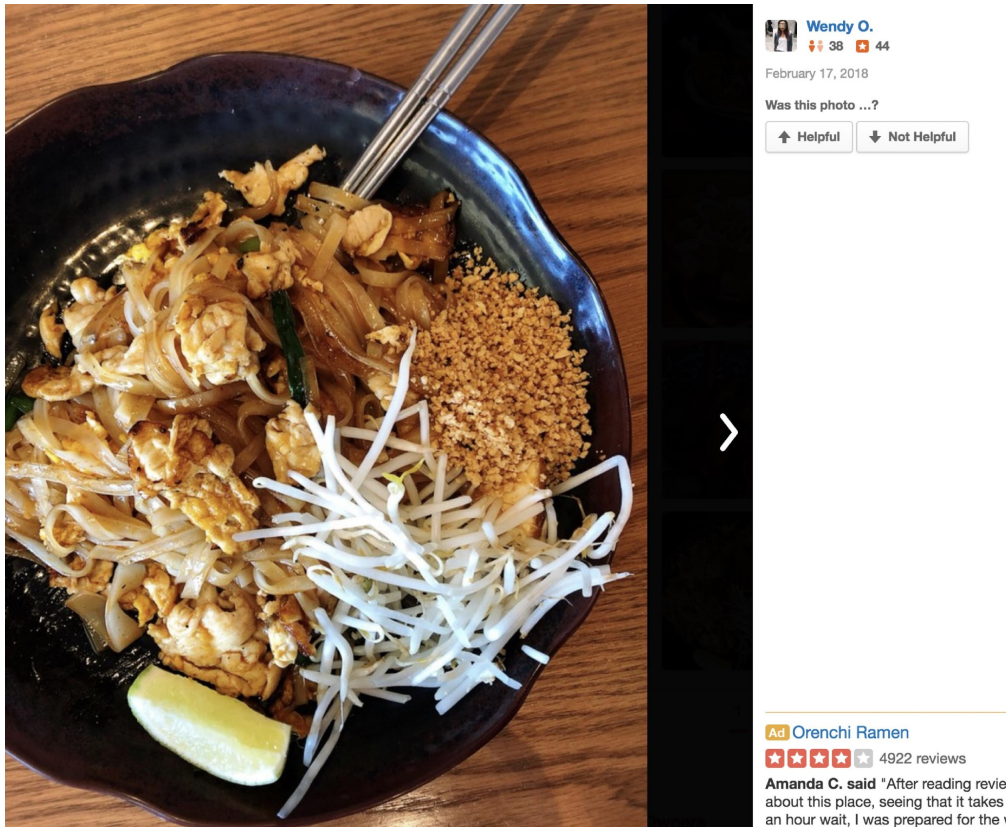 Wendy O.
38 44
February 17, 2018
Was this photo ...?
Helpful Not Helpful
Ad Orenchi Ramen
4922 reviews
Amanda C. said "After reading revie
about this place, seeing that it takes
an hour wait, I was prepared for the